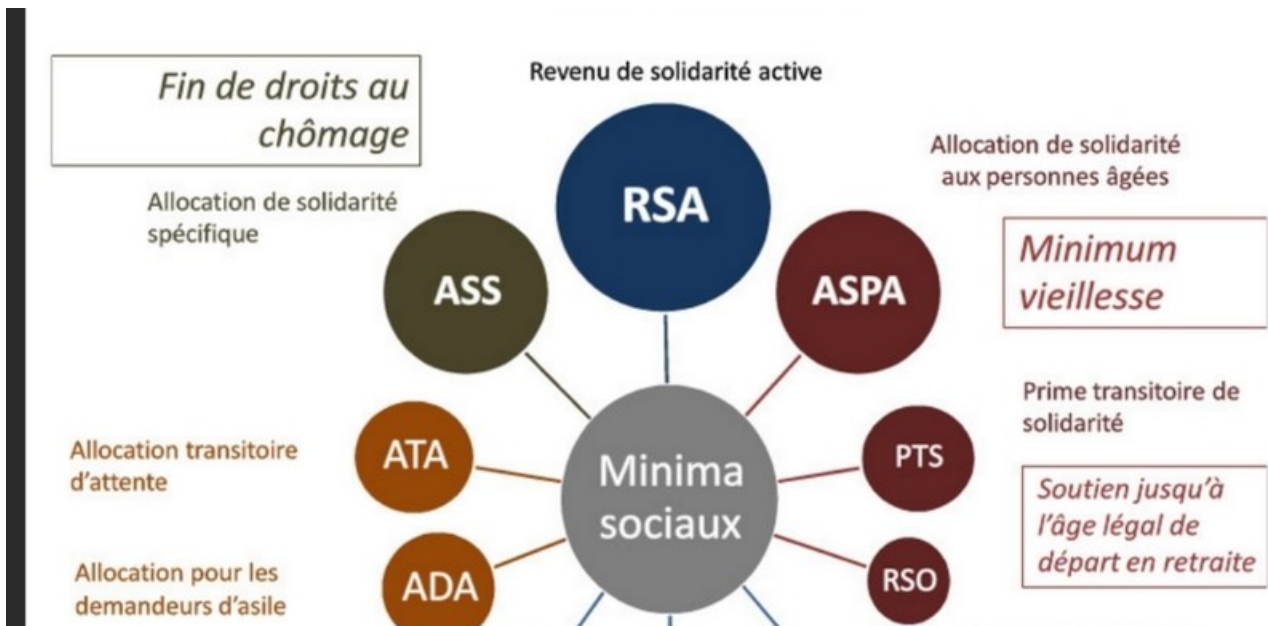 Fin de droits au
chômage
Revenu de solidarité active
RSA
Allocation de solidarité
aux personnes âgées
Allocation de solidarité
spécifique
ASS
ASPA
Minimum
vieillesse
Allocation transitoire
d'attente
ATA
Minima
sociaux
PTS
Prime transitoire de
solidarité
Soutien jusqu'à
l'âge légal de
départ en retraite
Allocation pour les
demandeurs d'asile
ADA
RSO